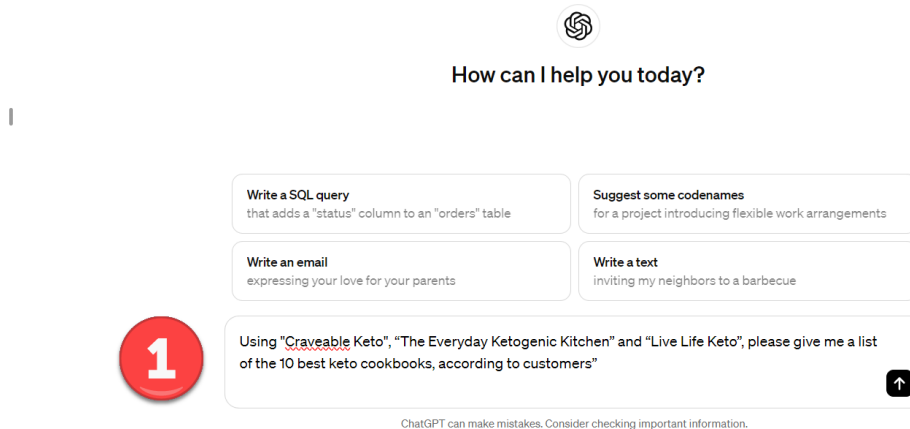 How can I help you today?
Write a SQL query
that adds a "status" column to an "orders" table
Suggest some codenames
for a project introducing flexible work arrangements
Write an email
expressing your love for your parents
Write a text
inviting my neighbors to a barbecue
1
Using "Craveable Keto", “The Everyday Ketogenic Kitchen” and “Live Life Keto”, please give me a list
of the 10 best keto cookbooks, according to customers”
ChatGPT can make mistakes. Consider checking important information.